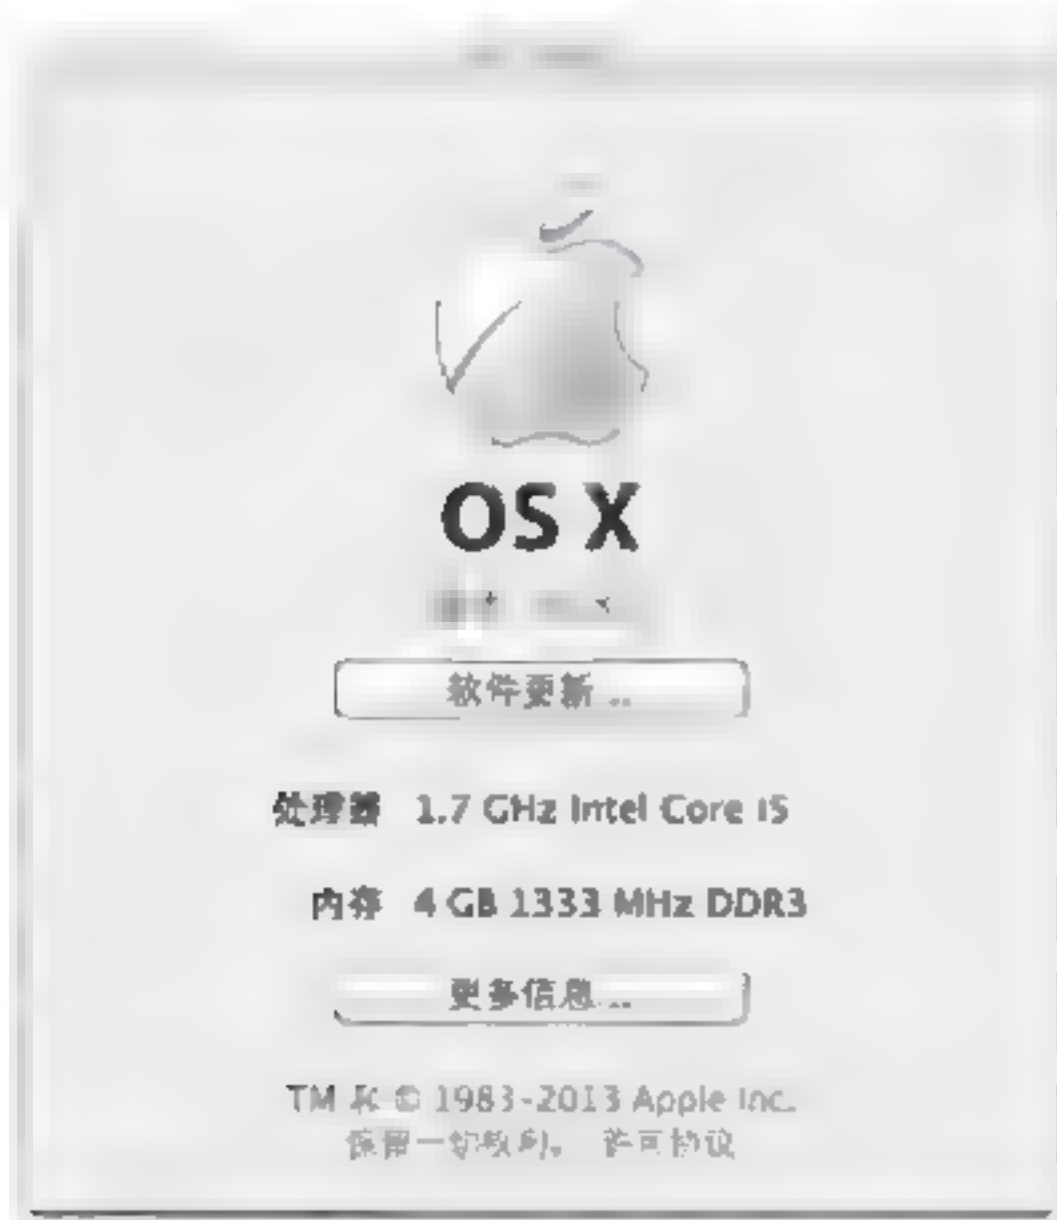 OS X
软件更新...
处理器 1.7 GHz Intel Core i5
内存 4 GB 1333 MHz DDR3
更多信息...
TM 和 © 1983-2013 Apple Inc.
保留一切权利。 许可协议